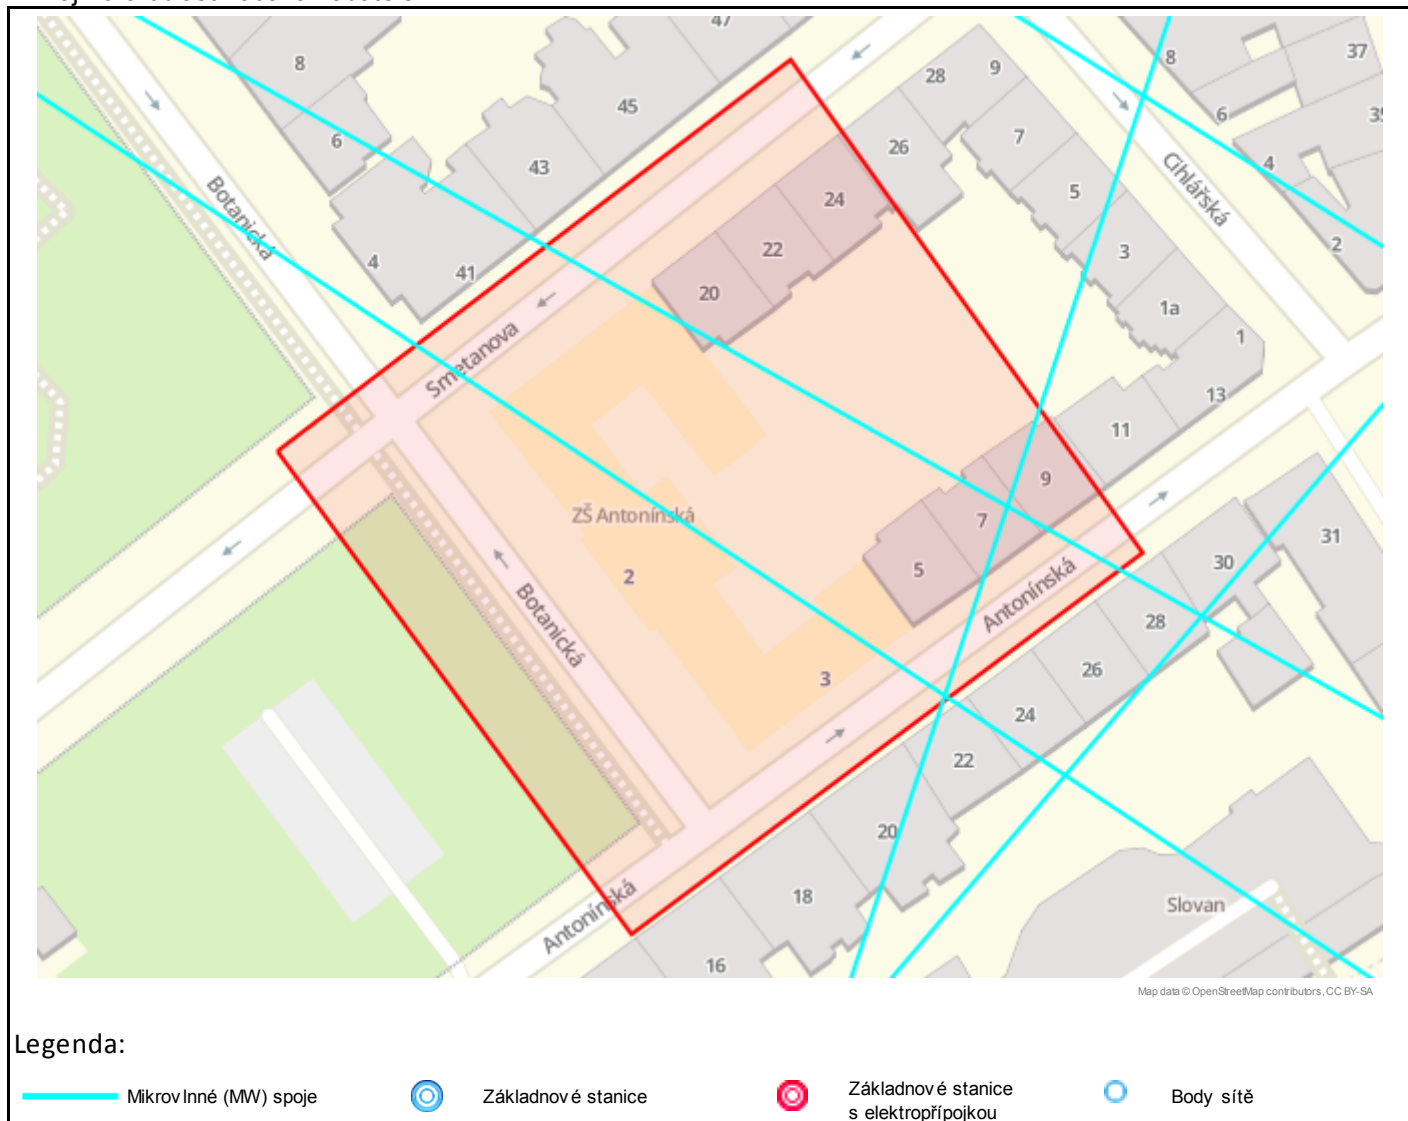 47
8
45
6
43
4
41
Botanická
28
9
26
7
24
5
22
3
20
1a
1
13
11
8
37
6
35
4
2
Cihlářská
Smetanova
ZŠ Antonínská
2
Botanická
9
7
5
3
Antonínská
31
30
28
26
24
22
20
18
16
Antonínská
Slovan
Map data © OpenStreetMap contributors, CC BY-SA
Legenda:
Mikrovlnné (MW) spoje
Základnové stanice
Základnové stanice
s elektropřípojkou
Body sítě